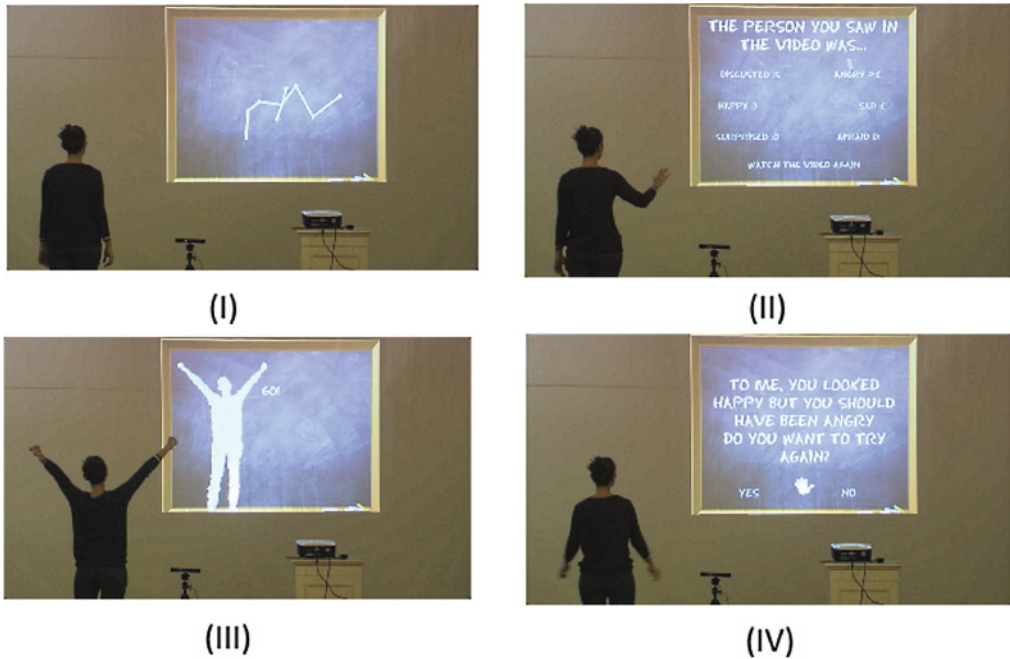 (I)
THE PERSON YOU SAW IN
THE VIDEO WAS...
DISGUSTED :S
ANGRY >:(
HAPPY :)
SAD :(
SURPRISED :O
AFRAID D:
WATCH THE VIDEO AGAIN
(II)
GO!
(III)
TO ME, YOU LOOKED
HAPPY BUT YOU SHOULD
HAVE BEEN ANGRY
DO YOU WANT TO TRY
AGAIN?
YES
NO
(IV)